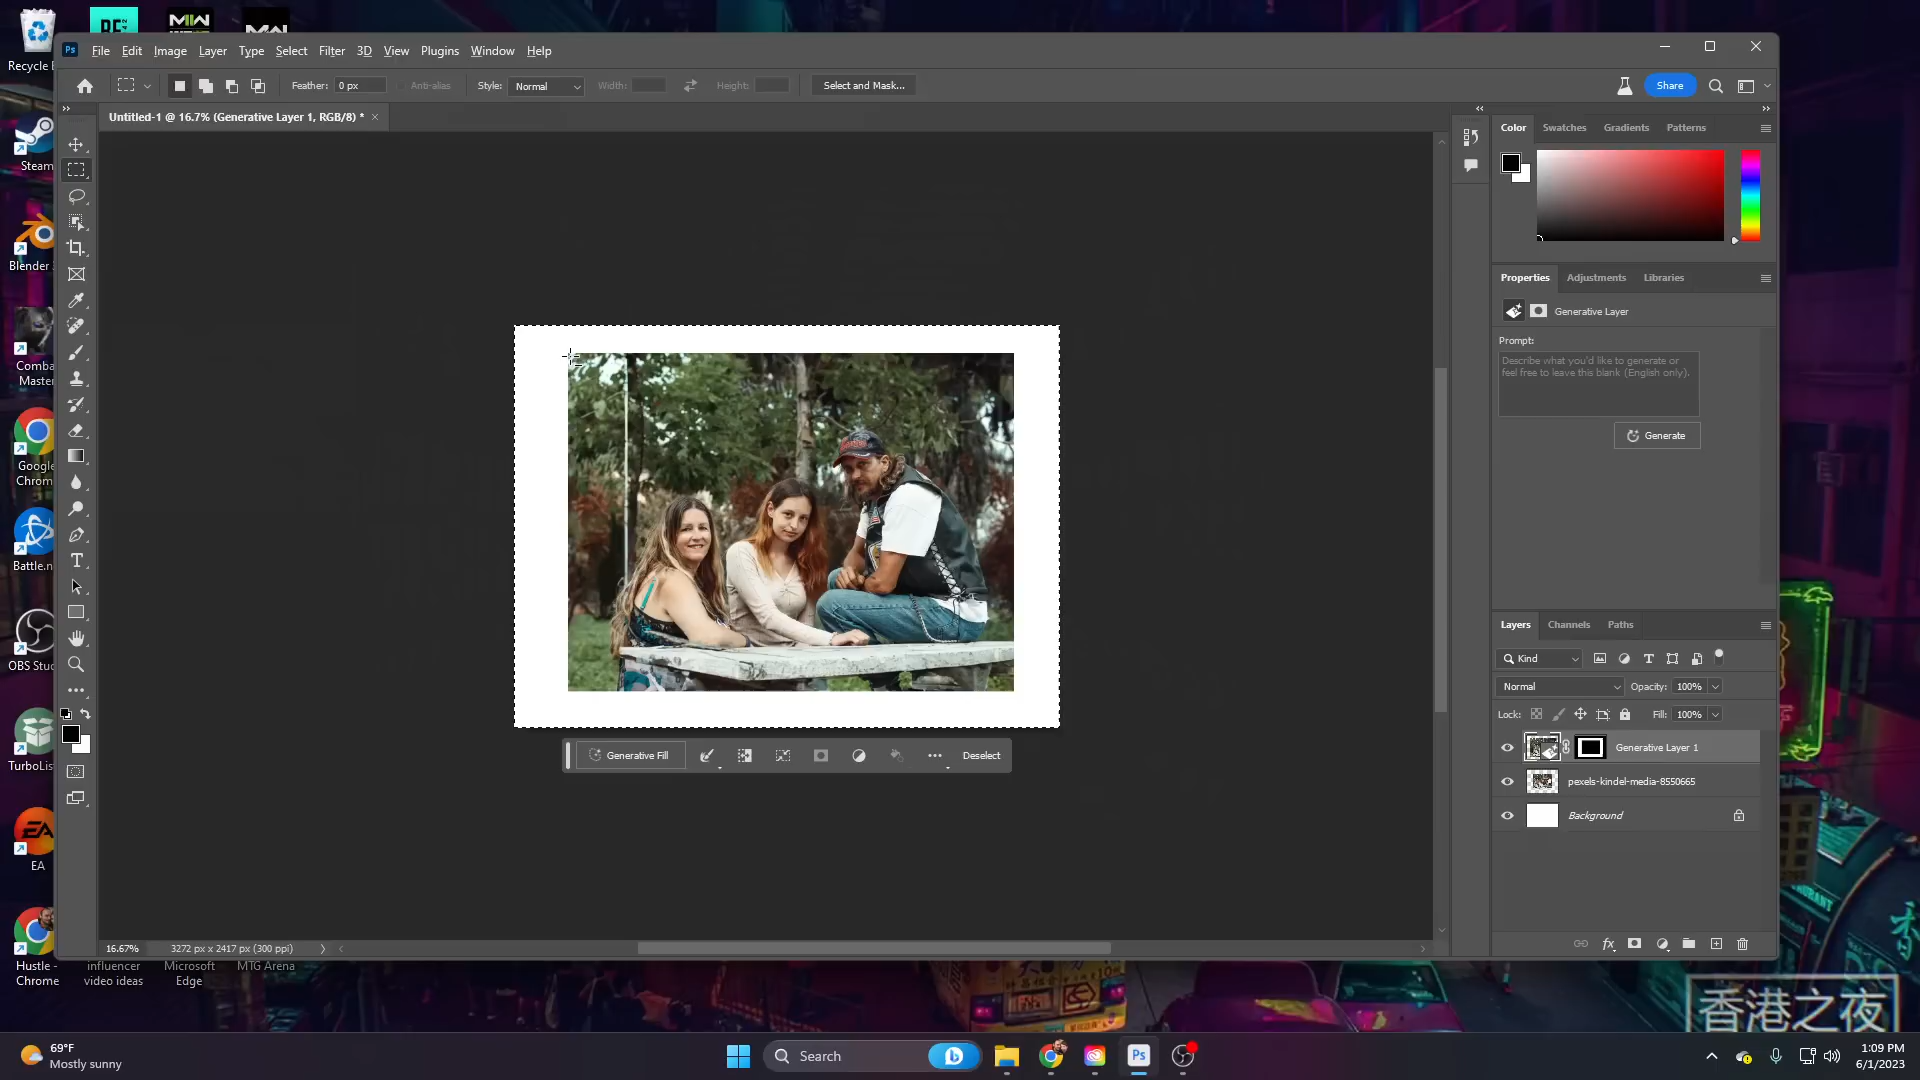 Recycle
MW
File Edit Image Layer Type Select Filter 3D View Plugins Window Help
Feather: 0 px Anti-alias Style: Normal Width: Height: Select and Mask... Share
Untitled-1 @ 16.7% (Generative Layer 1, RGB/8) *
Color Swatches Gradients Patterns
Steam
Blender
Comba
Master
Google
Chrom
Battle.n
OBS Stud
TurboList
EA
Hustle -
Chrome
influencer
video ideas
Microsoft
Edge
MTG Arena
Properties Adjustments Libraries
Generative Layer
Prompt:
Describe what you'd like to generate or
feel free to leave this blank (English only).
Generate
Generative Fill
Deselect
Layers Channels Paths
Kind
Normal Opacity: 100%
Lock: Fill: 100%
Generative Layer 1
pexels-kindel-media-8550665
Background
fx
16.67% 3272 px x 2417 px (300 ppi)
香港之夜
69°F
Mostly sunny
Search
Ps
1:09 PM
6/1/2023